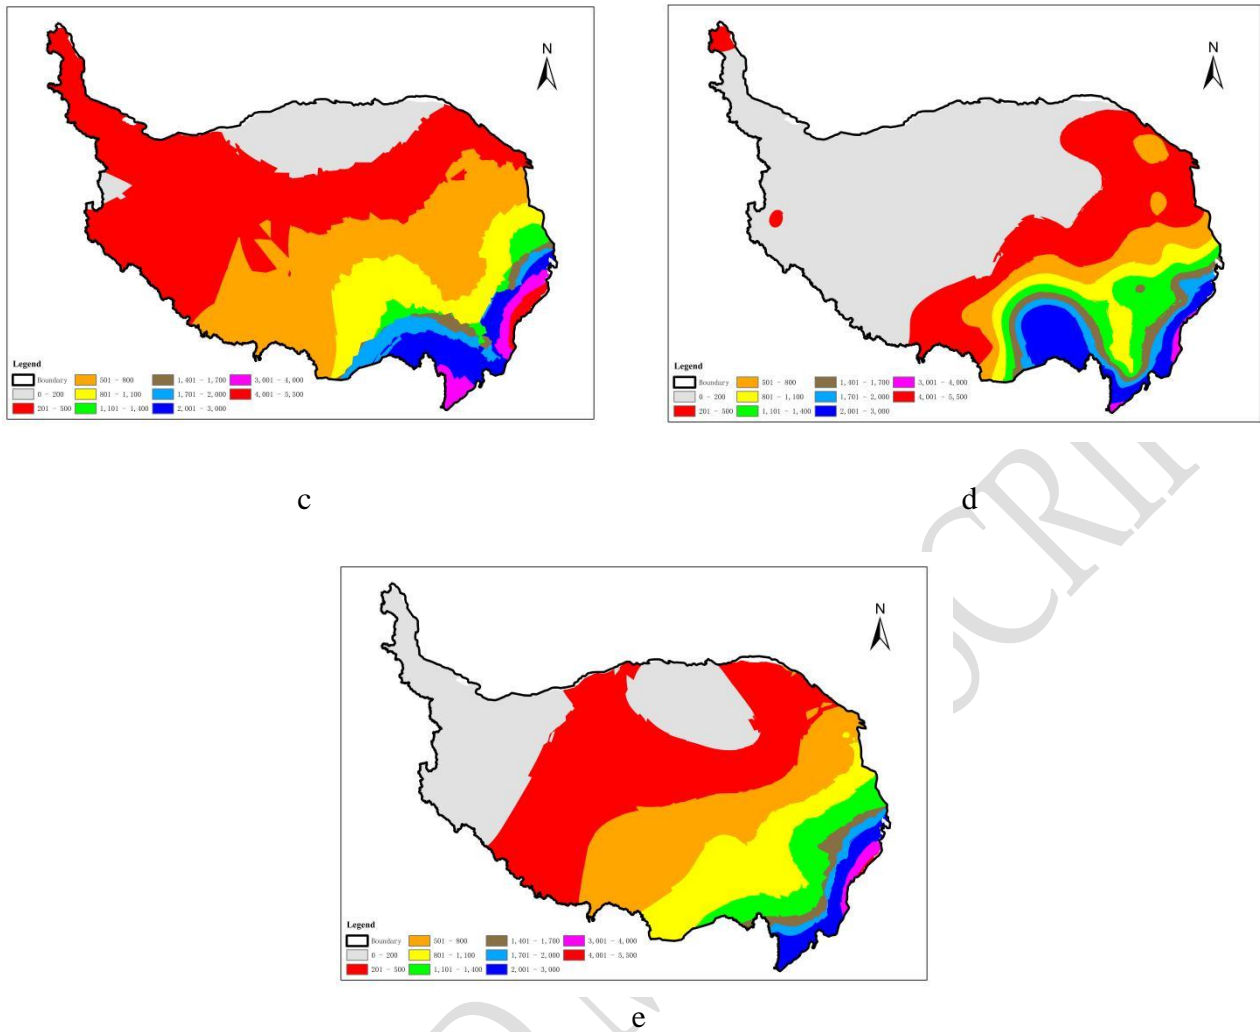 N
Legend
Boundary 501 - 800 1,401 - 1,700 3,001 - 4,000
0 - 200 801 - 1,100 1,701 - 2,000 4,001 - 5,500
201 - 500 1,101 - 1,400 2,001 - 3,000
c
N
Legend
Boundary 501 - 800 1,401 - 1,700 3,001 - 4,000
0 - 200 801 - 1,100 1,701 - 2,000 4,001 - 5,500
201 - 500 1,101 - 1,400 2,001 - 3,000
d
N
Legend
Boundary 501 - 800 1,401 - 1,700 3,001 - 4,000
0 - 200 801 - 1,100 1,701 - 2,000 4,001 - 5,500
201 - 500 1,101 - 1,400 2,001 - 3,000
e